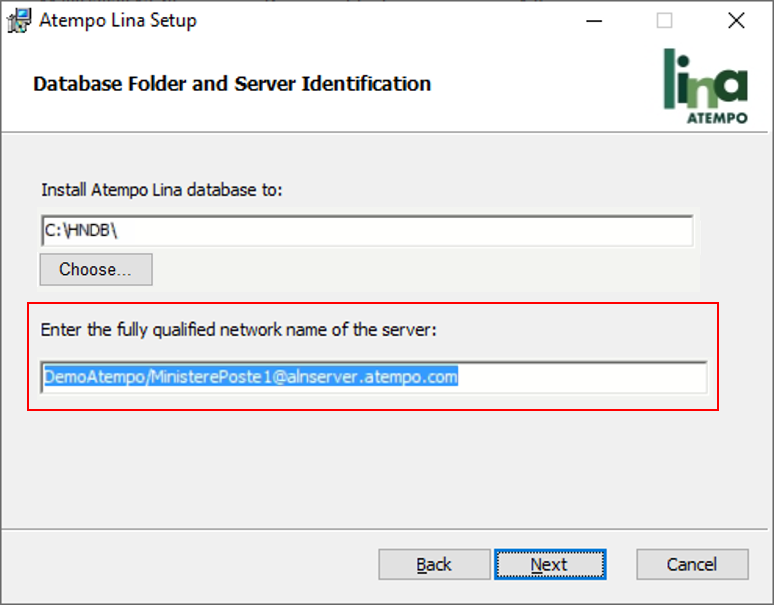 Atempo Lina Setup
Database Folder and Server Identification
lina
ATEMPO
Install Atempo Lina database to:
C:\HNDB\
Choose...
Enter the fully qualified network name of the server:
DemoAtempo/MinisterePoste1@alnserver.atempo.com
Back
Next
Cancel